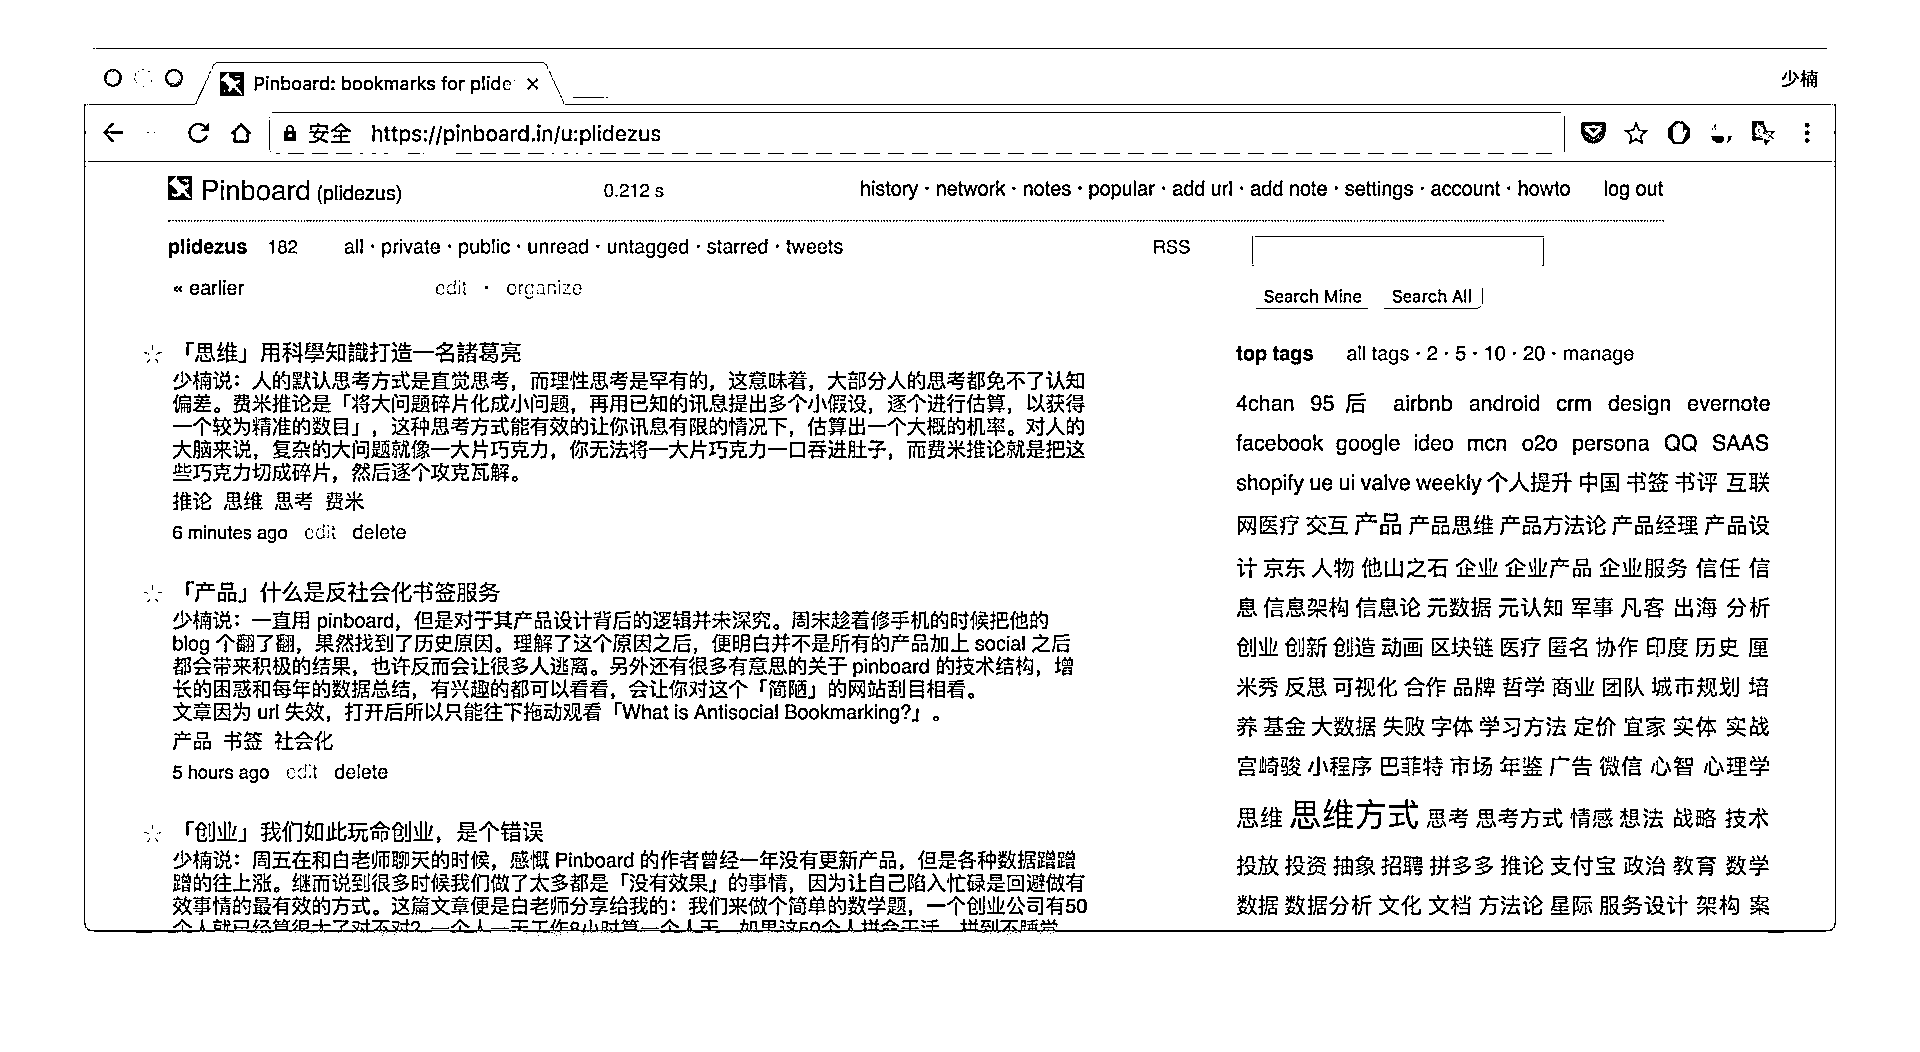 Pinboard: bookmarks for plide
少楠
安全 https://pinboard.in/u:plidezus
Pinboard (plidezus) 0.212 s history · network · notes · popular · add url · add note · settings · account · howto log out
plidezus 182 all · private · public · unread · untagged · starred · tweets RSS
« earlier edit · organize
Search Mine Search All
「思维」用科學知識打造一名諸葛亮
少楠说：人的默认思考方式是直觉思考，而理性思考是罕有的，这意味着，大部分人的思考都免不了认知
偏差。费米推论是「将大问题碎片化成小问题，再用已知的讯息提出多个小假设，逐个进行估算，以获得
一个较为精准的数目」，这种思考方式能有效的让你讯息有限的情况下，估算出一个大概的机率。对人的
大脑来说，复杂的大问题就像一大片巧克力，你无法将一大片巧克力一口吞进肚子，而费米推论就是把这
些巧克力切成碎片，然后逐个攻克瓦解。
推论 思维 思考 费米
6 minutes ago edit delete
「产品」什么是反社会化书签服务
少楠说：一直用 pinboard，但是对于其产品设计背后的逻辑并未深究。周末趁着修手机的时候把他的
blog 个翻了翻，果然找到了历史原因。理解了这个原因之后，便明白并不是所有的产品加上 social 之后
都会带来积极的结果，也许反而会让很多人逃离。另外还有很多有意思的关于 pinboard 的技术结构，增
长的困惑和每年的数据总结，有兴趣的都可以看看，会让你对这个「简陋」的网站刮目相看。
文章因为 url 失效，打开后所以只能往下拖动观看「What is Antisocial Bookmarking?」。
产品 书签 社会化
5 hours ago edit delete
「创业」我们如此玩命创业，是个错误
少楠说：周五在和白老师聊天的时候，感慨 Pinboard 的作者曾经一年没有更新产品，但是各种数据蹭蹭
蹭的往上涨。继而说到很多时候我们做了太多都是「没有效果」的事情，因为让自己陷入忙碌是回避做有
效事情的最有效的方式。这篇文章便是白老师分享给我的：我们来做个简单的数学题，一个创业公司有50
个人就已经算很大了对不对？一个人一天工作8小时算一个人天，如果这50个人拼命干活，拼到不睡觉
top tags all tags · 2 · 5 · 10 · 20 · manage
4chan 95 后 airbnb android crm design evernote
facebook google ideo mcn o2o persona QQ SAAS
shopify ue ui valve weekly 个人提升 中国 书签 书评 互联
网医疗 交互 产品 产品思维 产品方法论 产品经理 产品设
计 京东 人物 他山之石 企业 企业产品 企业服务 信任 信
息 信息架构 信息论 元数据 元认知 军事 凡客 出海 分析
创业 创新 创造 动画 区块链 医疗 匿名 协作 印度 历史 厘
米秀 反思 可视化 合作 品牌 哲学 商业 团队 城市规划 培
养 基金 大数据 失败 字体 学习方法 定价 宜家 实体 实战
宫崎骏 小程序 巴菲特 市场 年鉴 广告 微信 心智 心理学
思维 思维方式 思考 思考方式 情感 想法 战略 技术
投放 投资 抽象 招聘 拼多多 推论 支付宝 政治 教育 数学
数据 数据分析 文化 文档 方法论 星际 服务设计 架构 案